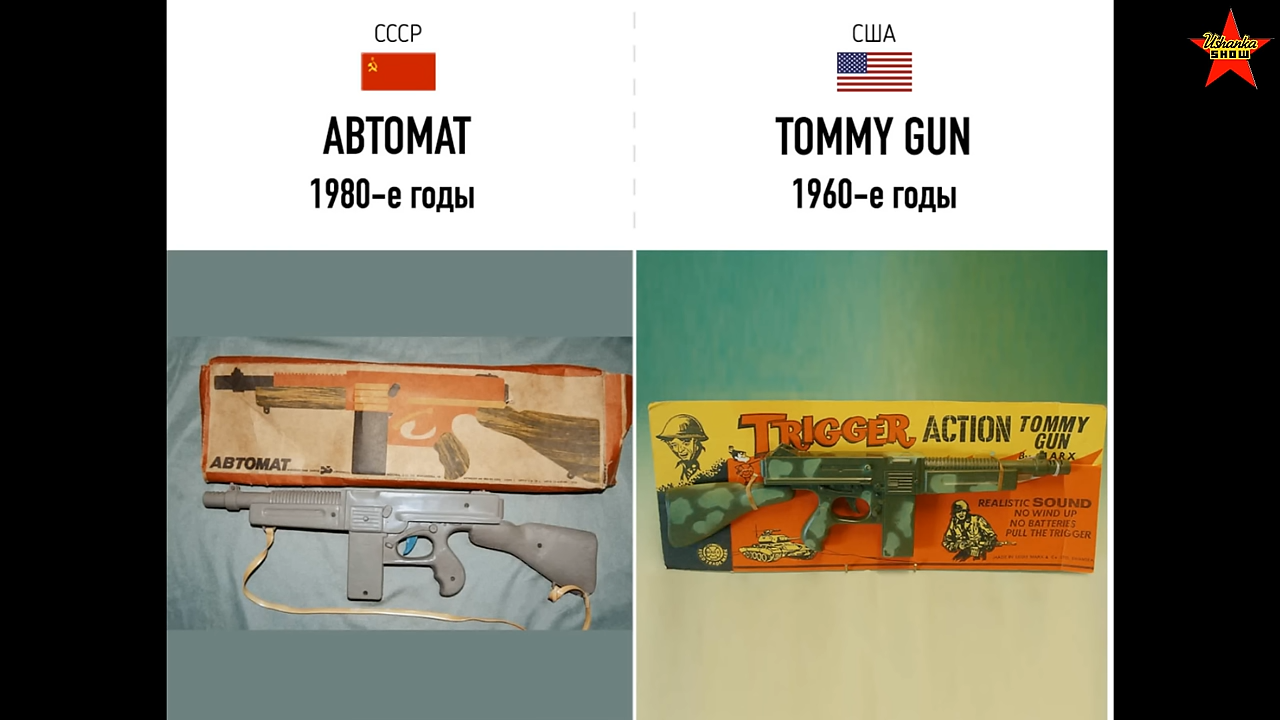 СССР
АВТОМАТ
1980-е годы
США
TOMMY GUN
1960-е годы
Ushanka
SHOW
АВТОМАТ
TRIGGER ACTION TOMMY
GUN
MARX
REALISTIC SOUND
NO WIND UP
NO BATTERIES
PULL THE TRIGGER